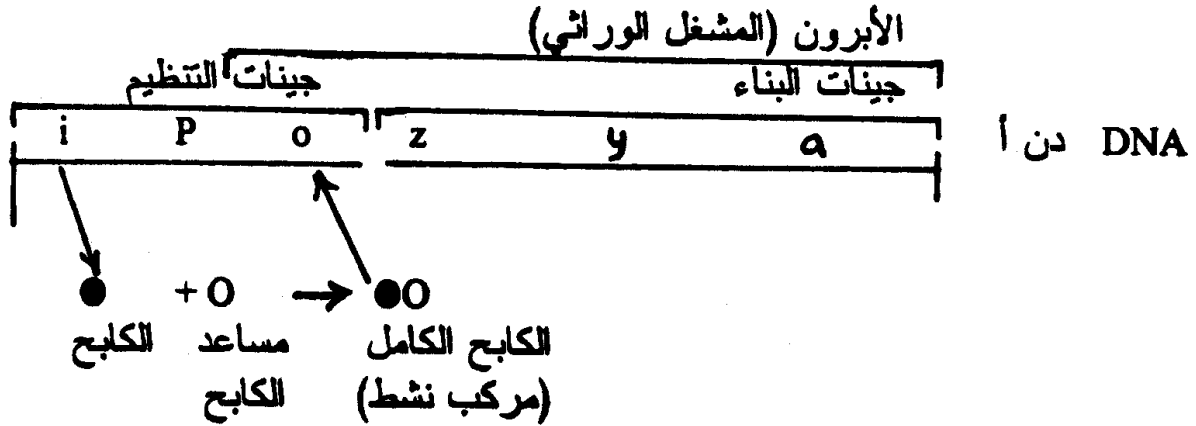 الأبرون (المشغل الوراثي)
جينات التنظيم جينات البناء
i P o z y a دن أ DNA
+
الكابح مساعد الكابح الكامل
الكابح (مركب نشط)